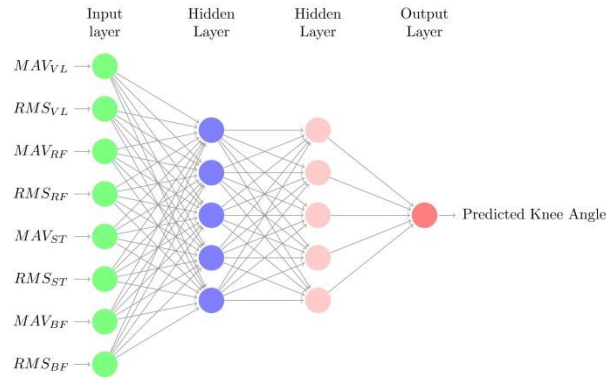 Input layer
Hidden Layer
Hidden Layer
Output Layer
MAV_VL
RMS_VL
MAV_RF
RMS_RF
MAV_ST
RMS_ST
MAV_BF
RMS_BF
Predicted Knee Angle